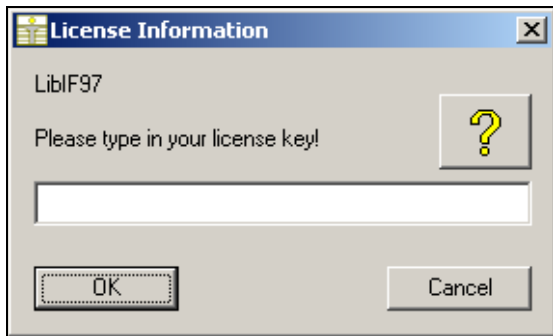 License Information
LibIF97
Please type in your license key!
?
OK
Cancel